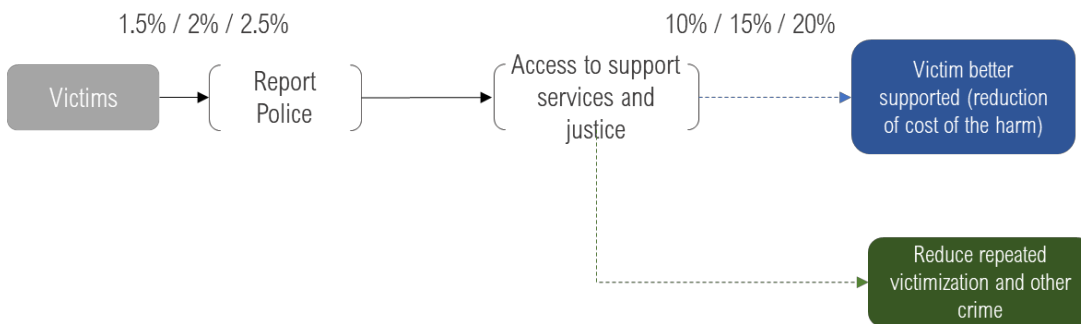 1.5% / 2% / 2.5%
10% / 15% / 20%
Victims
Report
Police
Access to support
services and
justice
Victim better
supported (reduction
of cost of the harm)
Reduce repeated
victimization and other
crime